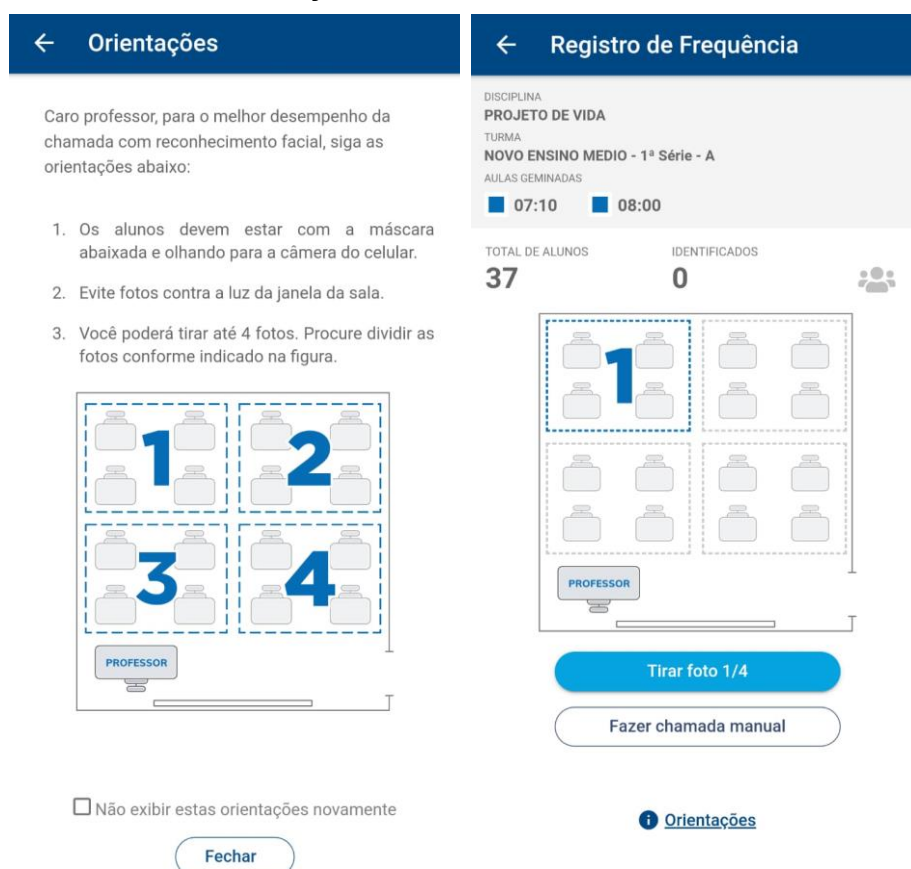 Orientações
Caro professor, para o melhor desempenho da
chamada com reconhecimento facial, siga as
orientações abaixo:
1. Os alunos devem estar com a máscara
abaixada e olhando para a câmera do celular.
2. Evite fotos contra a luz da janela da sala.
3. Você poderá tirar até 4 fotos. Procure dividir as
fotos conforme indicado na figura.
1
2
3
4
PROFESSOR
Não exibir estas orientações novamente
Fechar
Registro de Frequência
DISCIPLINA
PROJETO DE VIDA
TURMA
NOVO ENSINO MEDIO - 1ª Série - A
AULAS GEMINADAS
07:10 08:00
TOTAL DE ALUNOS IDENTIFICADOS
37 0
1
PROFESSOR
Tirar foto 1/4
Fazer chamada manual
Orientações